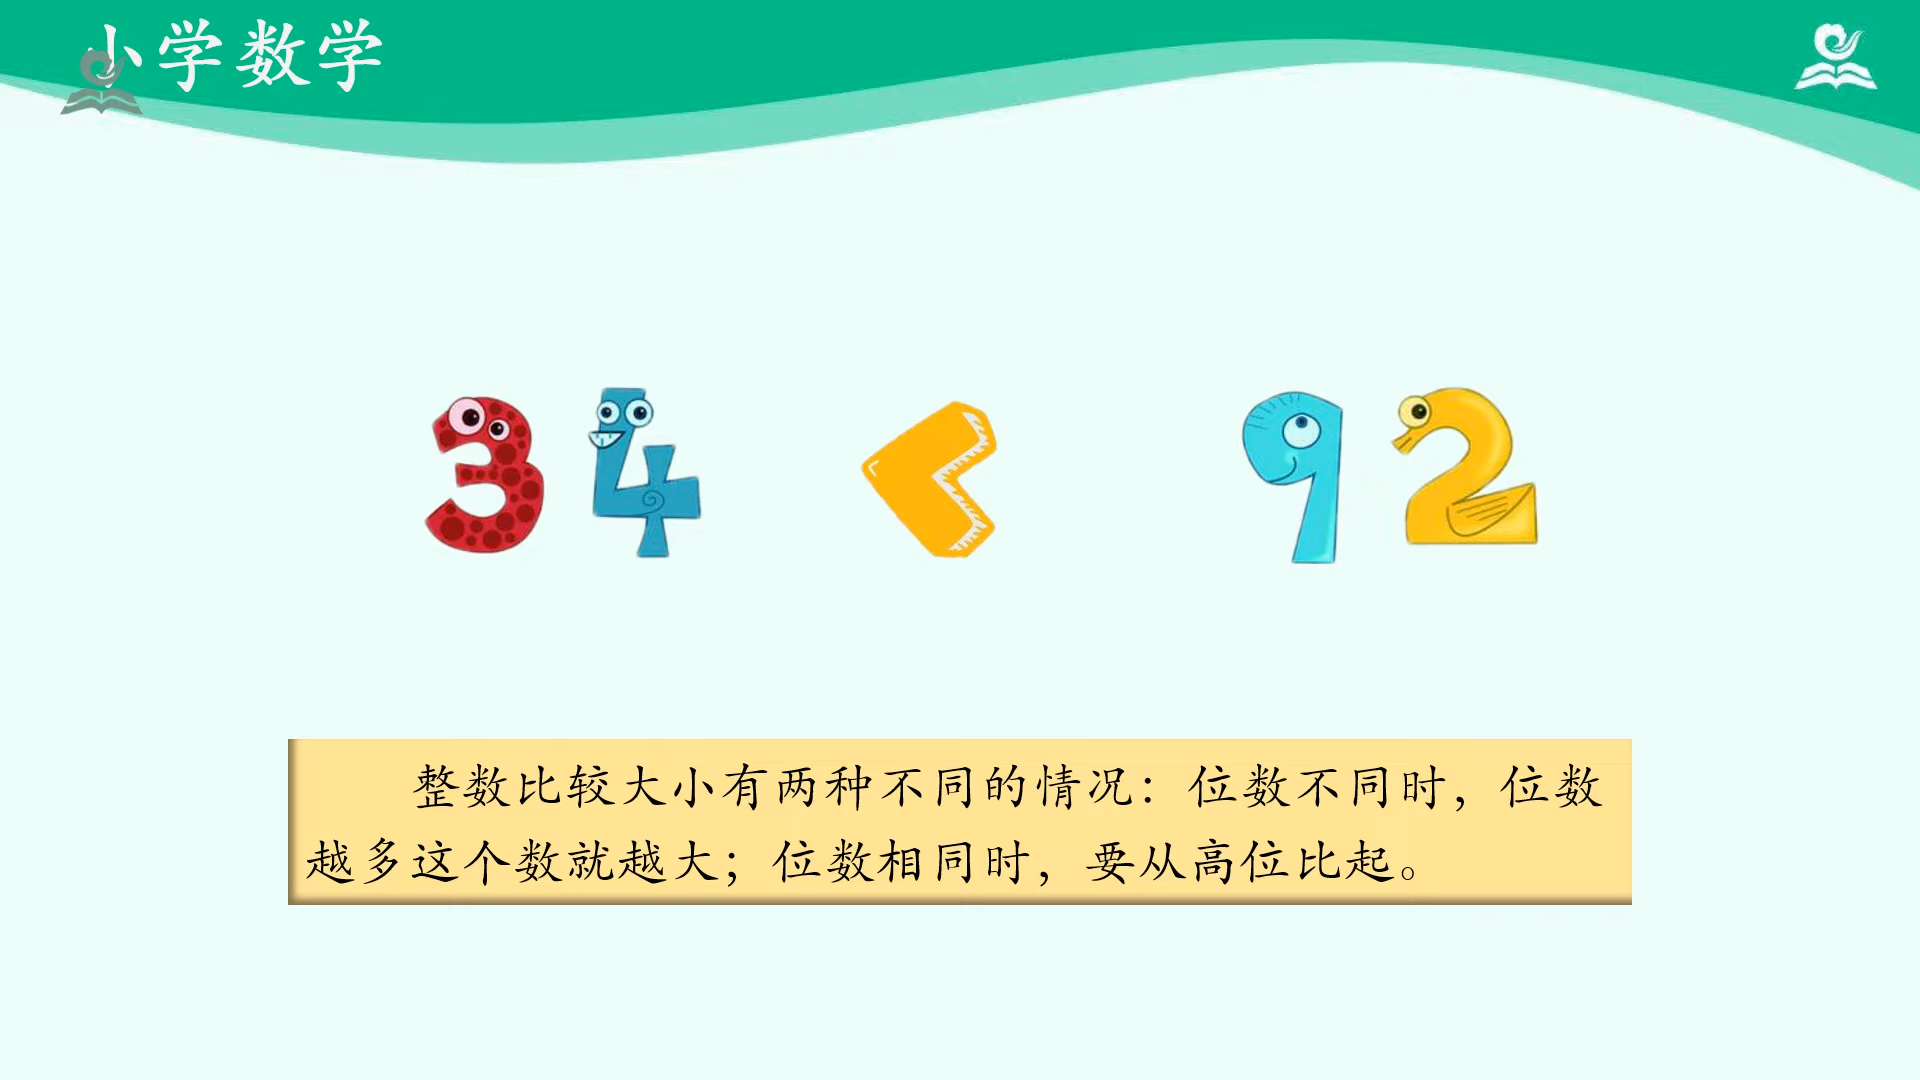 小学数学
34 < 92
整数比较大小有两种不同的情况：位数不同时，位数
越多这个数就越大；位数相同时，要从高位比起。